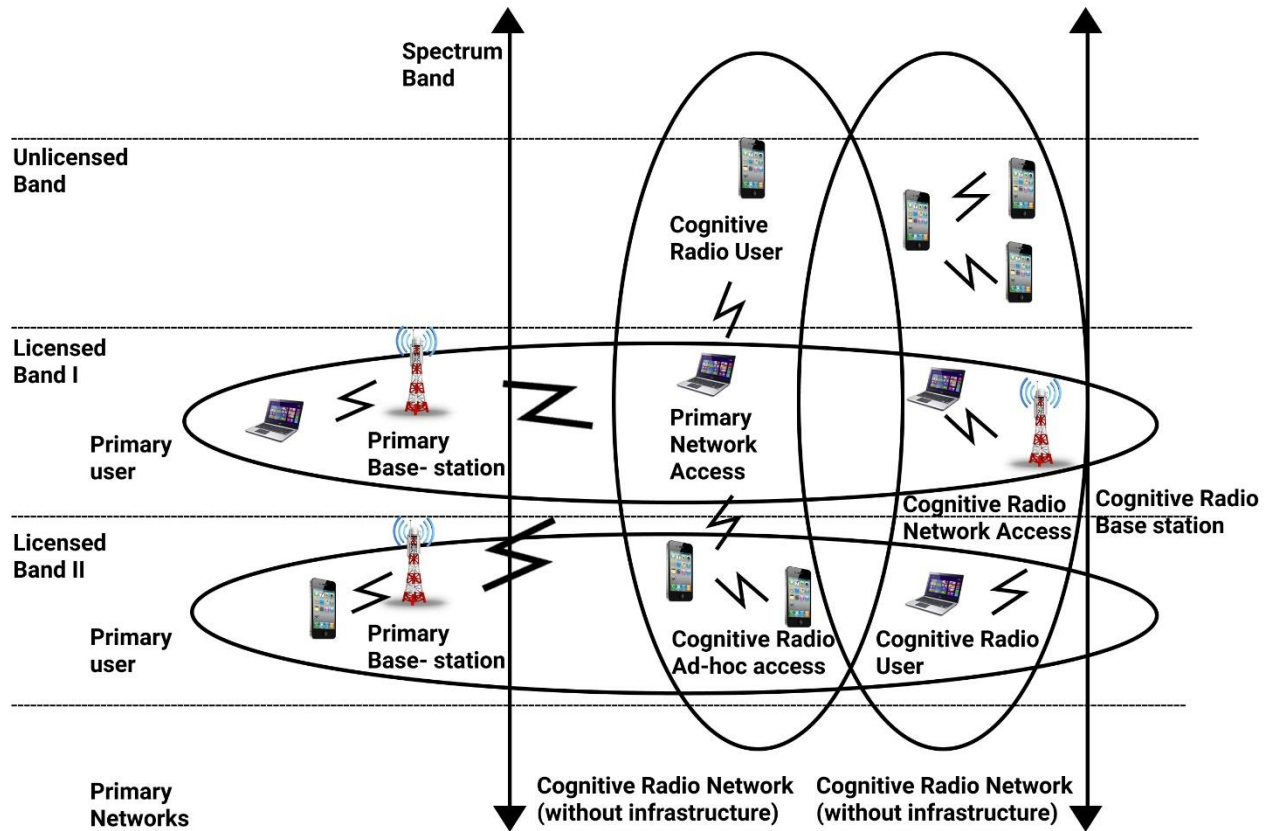 Spectrum
Band
Unlicensed
Band
Cognitive
Radio User
Licensed
Band I
Primary
user
Primary
Base- station
Primary
Network
Access
Cognitive Radio
Network Access
Cognitive Radio
Base station
Licensed
Band II
Primary
user
Primary
Base- station
Cognitive Radio
Ad-hoc access
Cognitive Radio
User
Primary
Networks
Cognitive Radio Network
(without infrastructure)
Cognitive Radio Network
(without infrastructure)